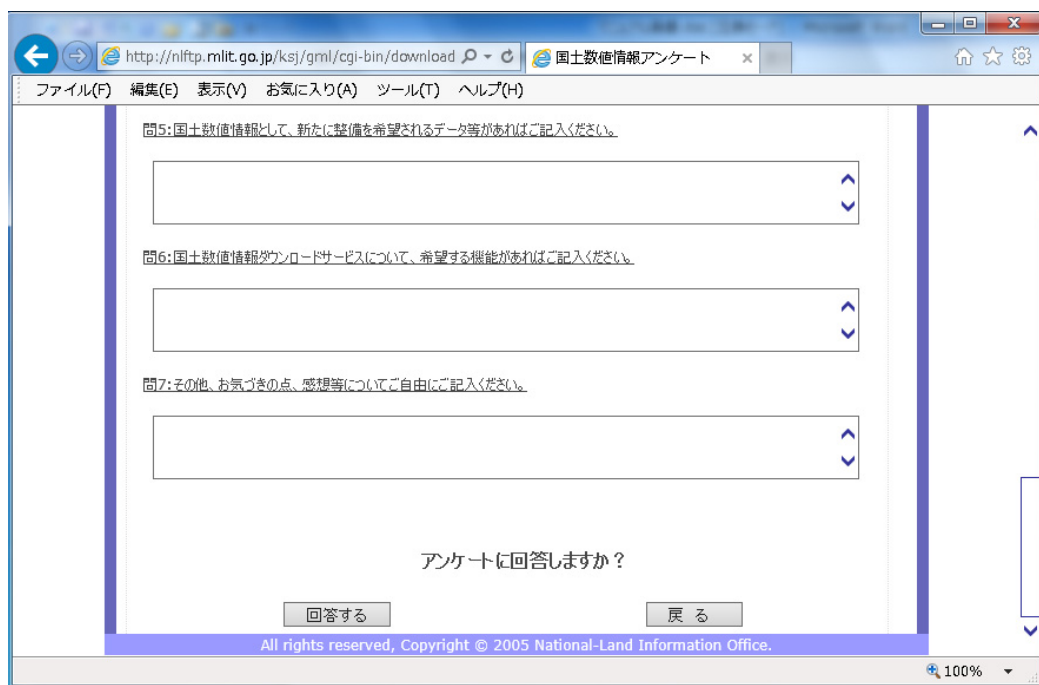 http://nlftp.mlit.go.jp/ksj/gml/cgi-bin/download
国土数値情報アンケート
ファイル(F) 編集(E) 表示(V) お気に入り(A) ツール(T) ヘルプ(H)
問5:国土数値情報として、新たに整備を希望されるデータ等があればご記入ください。
問6:国土数値情報ダウンロードサービスについて、希望する機能があればご記入ください。
問7:その他、お気づきの点、感想等についてご自由にご記入ください。
アンケートに回答しますか？
回答する 戻 る
All rights reserved, Copyright © 2005 National-Land Information Office.
100%